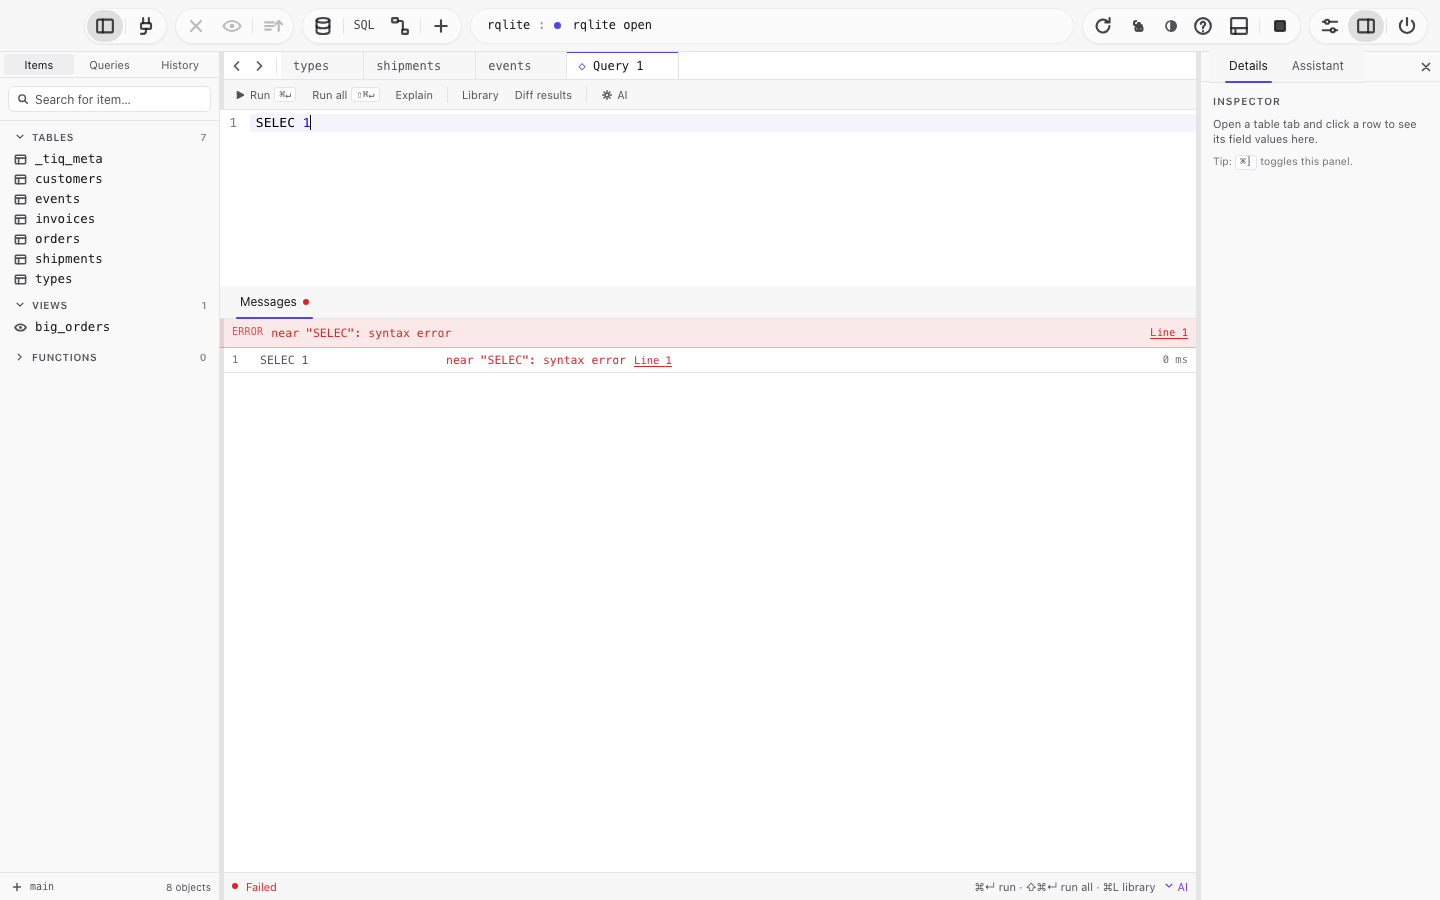 SQL
rqlite : rqlite open
Items Queries History
Search for item...
TABLES 7
_tiq_meta
customers
events
invoices
orders
shipments
types
VIEWS 1
big_orders
FUNCTIONS 0
+ main 8 objects
types shipments events Query 1
Run ⌘↵ Run all ⇧⌘↵ Explain Library Diff results AI
1 SELEC 1
Messages
ERROR near "SELEC": syntax error Line 1
1 SELEC 1 near "SELEC": syntax error Line 1 0 ms
Failed ⌘↵ run · ⇧⌘↵ run all · ⌘L library AI
Details Assistant
INSPECTOR
Open a table tab and click a row to see
its field values here.
Tip: ⌘] toggles this panel.